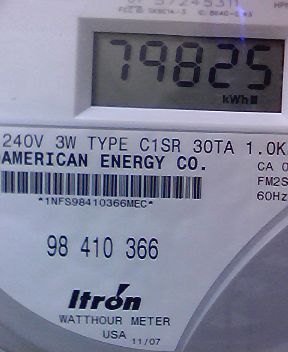 79825
kWh
240V 3W TYPE C1SR 30TA 1.0K
AMERICAN ENERGY CO.
CA 0
FM2S
60Hz
*1NFS98410366MEC*
98 410 366
Itron
WATTHOUR METER
USA 11/07